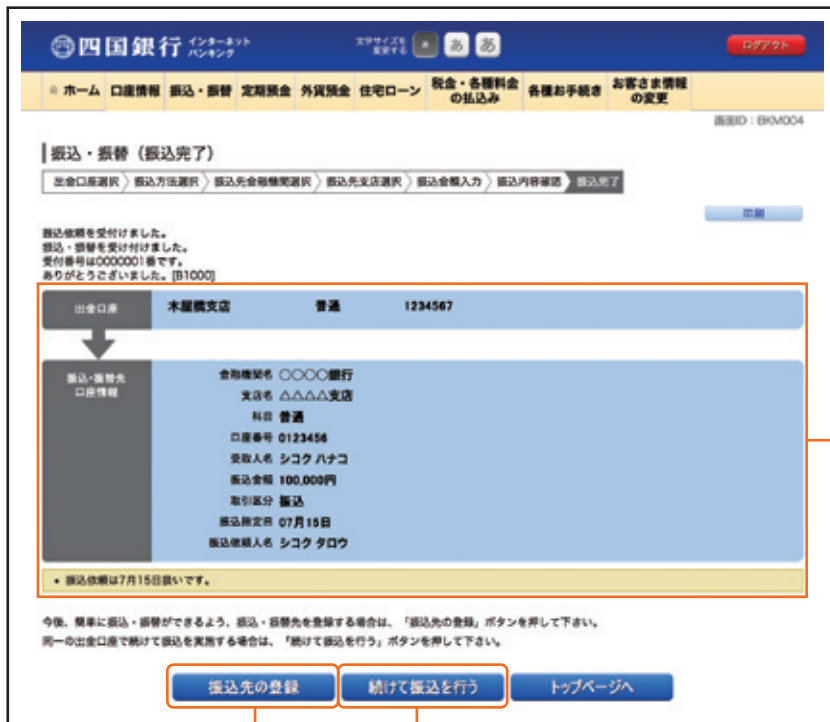 四国銀行 インターネットバンキング
文字サイズを変更する あ あ あ
ログアウト
ホーム 口座情報 振込・振替 定期預金 外貨預金 住宅ローン 税金・各種料金の払込み 各種お手続き お客さま情報の変更
画面ID：BKM004
振込・振替（振込完了）
出金口座選択 振込方法選択 振込先金融機関選択 振込先支店選択 振込金額入力 振込内容確認 振込完了
印刷
振込依頼を受付けました。
振込・振替を受け付けました。
受付番号は0000001番です。
ありがとうございました。[B1000]
出金口座 木屋橋支店 普通 1234567
振込・振替先
口座情報
金融機関名 ○○○○銀行
支店名 △△△△支店
科目 普通
口座番号 0123456
受取人名 シコク ハナコ
振込金額 100,000円
取引区分 振込
振込指定日 07月15日
振込依頼人名 シコク タロウ
• 振込依頼は7月15日扱いです。
今後、簡単に振込・振替ができるよう、振込・振替先を登録する場合は、「振込先の登録」ボタンを押して下さい。
同一の出金口座で続けて振込を実施する場合は、「続けて振込を行う」ボタンを押して下さい。
振込先の登録 続けて振込を行う トップページへ